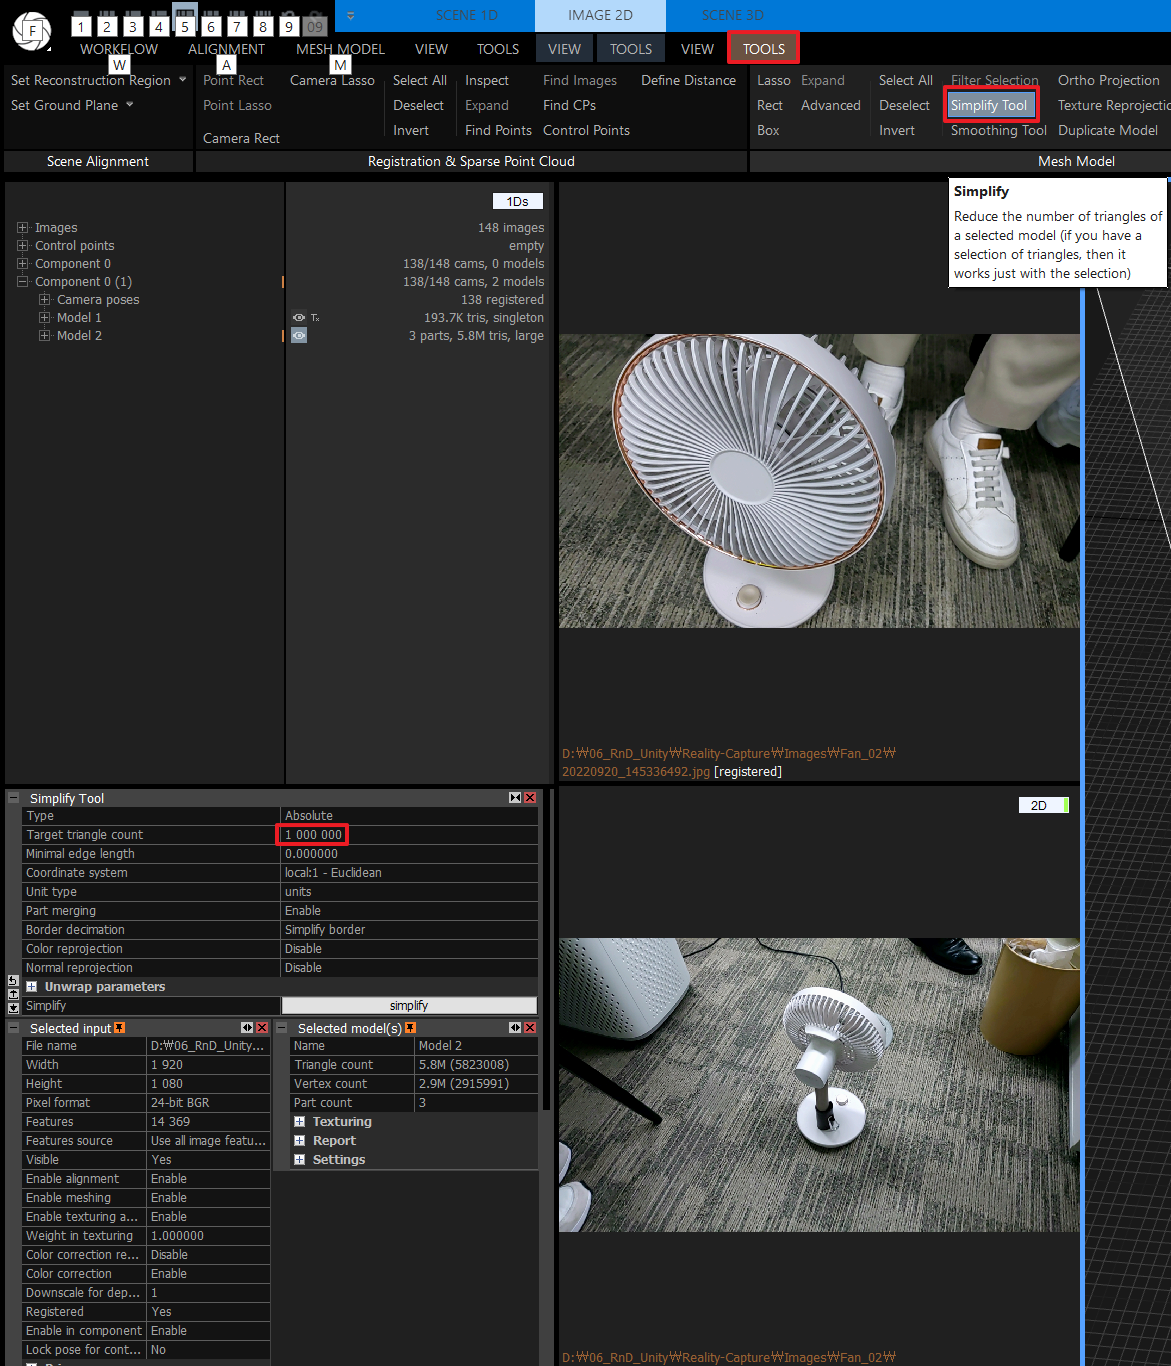 F
1 2 3 4 5 6 7 8 9 09
SCENE 1D IMAGE 2D SCENE 3D
WORKFLOW ALIGNMENT MESH MODEL VIEW TOOLS VIEW TOOLS VIEW TOOLS
W A M
Set Reconstruction Region
Set Ground Plane
Scene Alignment
Point Rect Camera Lasso Select All Inspect Find Images Define Distance
Point Lasso Deselect Expand Find CPs
Camera Rect Invert Find Points Control Points
Registration & Sparse Point Cloud
Lasso Expand Select All Filter Selection Ortho Projection
Rect Advanced Deselect Simplify Tool Texture Reprojectio
Box Invert Smoothing Tool Duplicate Model
Mesh Model
Simplify
Reduce the number of triangles of
a selected model (if you have a
selection of triangles, then it
works just with the selection)
1Ds
Images 148 images
Control points empty
Component 0 138/148 cams, 0 models
Component 0 (1) 138/148 cams, 2 models
Camera poses 138 registered
Model 1 Tx 193.7K tris, singleton
Model 2 3 parts, 5.8M tris, large
D:₩06_RnD_Unity₩Reality-Capture₩Images₩Fan_02₩
20220920_145336492.jpg [registered]
Simplify Tool
Type Absolute
Target triangle count 1 000 000
Minimal edge length 0.000000
Coordinate system local:1 - Euclidean
Unit type units
Part merging Enable
Border decimation Simplify border
Color reprojection Disable
Normal reprojection Disable
Unwrap parameters
Simplify simplify
Selected input
File name D:₩06_RnD_Unity...
Width 1 920
Height 1 080
Pixel format 24-bit BGR
Features 14 369
Features source Use all image featu...
Visible Yes
Enable alignment Enable
Enable meshing Enable
Enable texturing a... Enable
Weight in texturing 1.000000
Color correction re... Disable
Color correction Enable
Downscale for dep... 1
Registered Yes
Enable in component Enable
Lock pose for cont... No
Selected model(s)
Name Model 2
Triangle count 5.8M (5823008)
Vertex count 2.9M (2915991)
Part count 3
Texturing
Report
Settings
2D
D:₩06_RnD_Unity₩Reality-Capture₩Images₩Fan_02₩